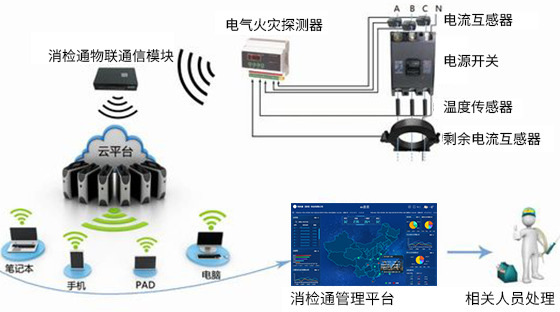 A B C N
电气火灾探测器
电流互感器
消检通物联通信模块
电源开关
温度传感器
剩余电流互感器
云平台
笔记本
手机
PAD
电脑
消检通管理平台
相关人员处理